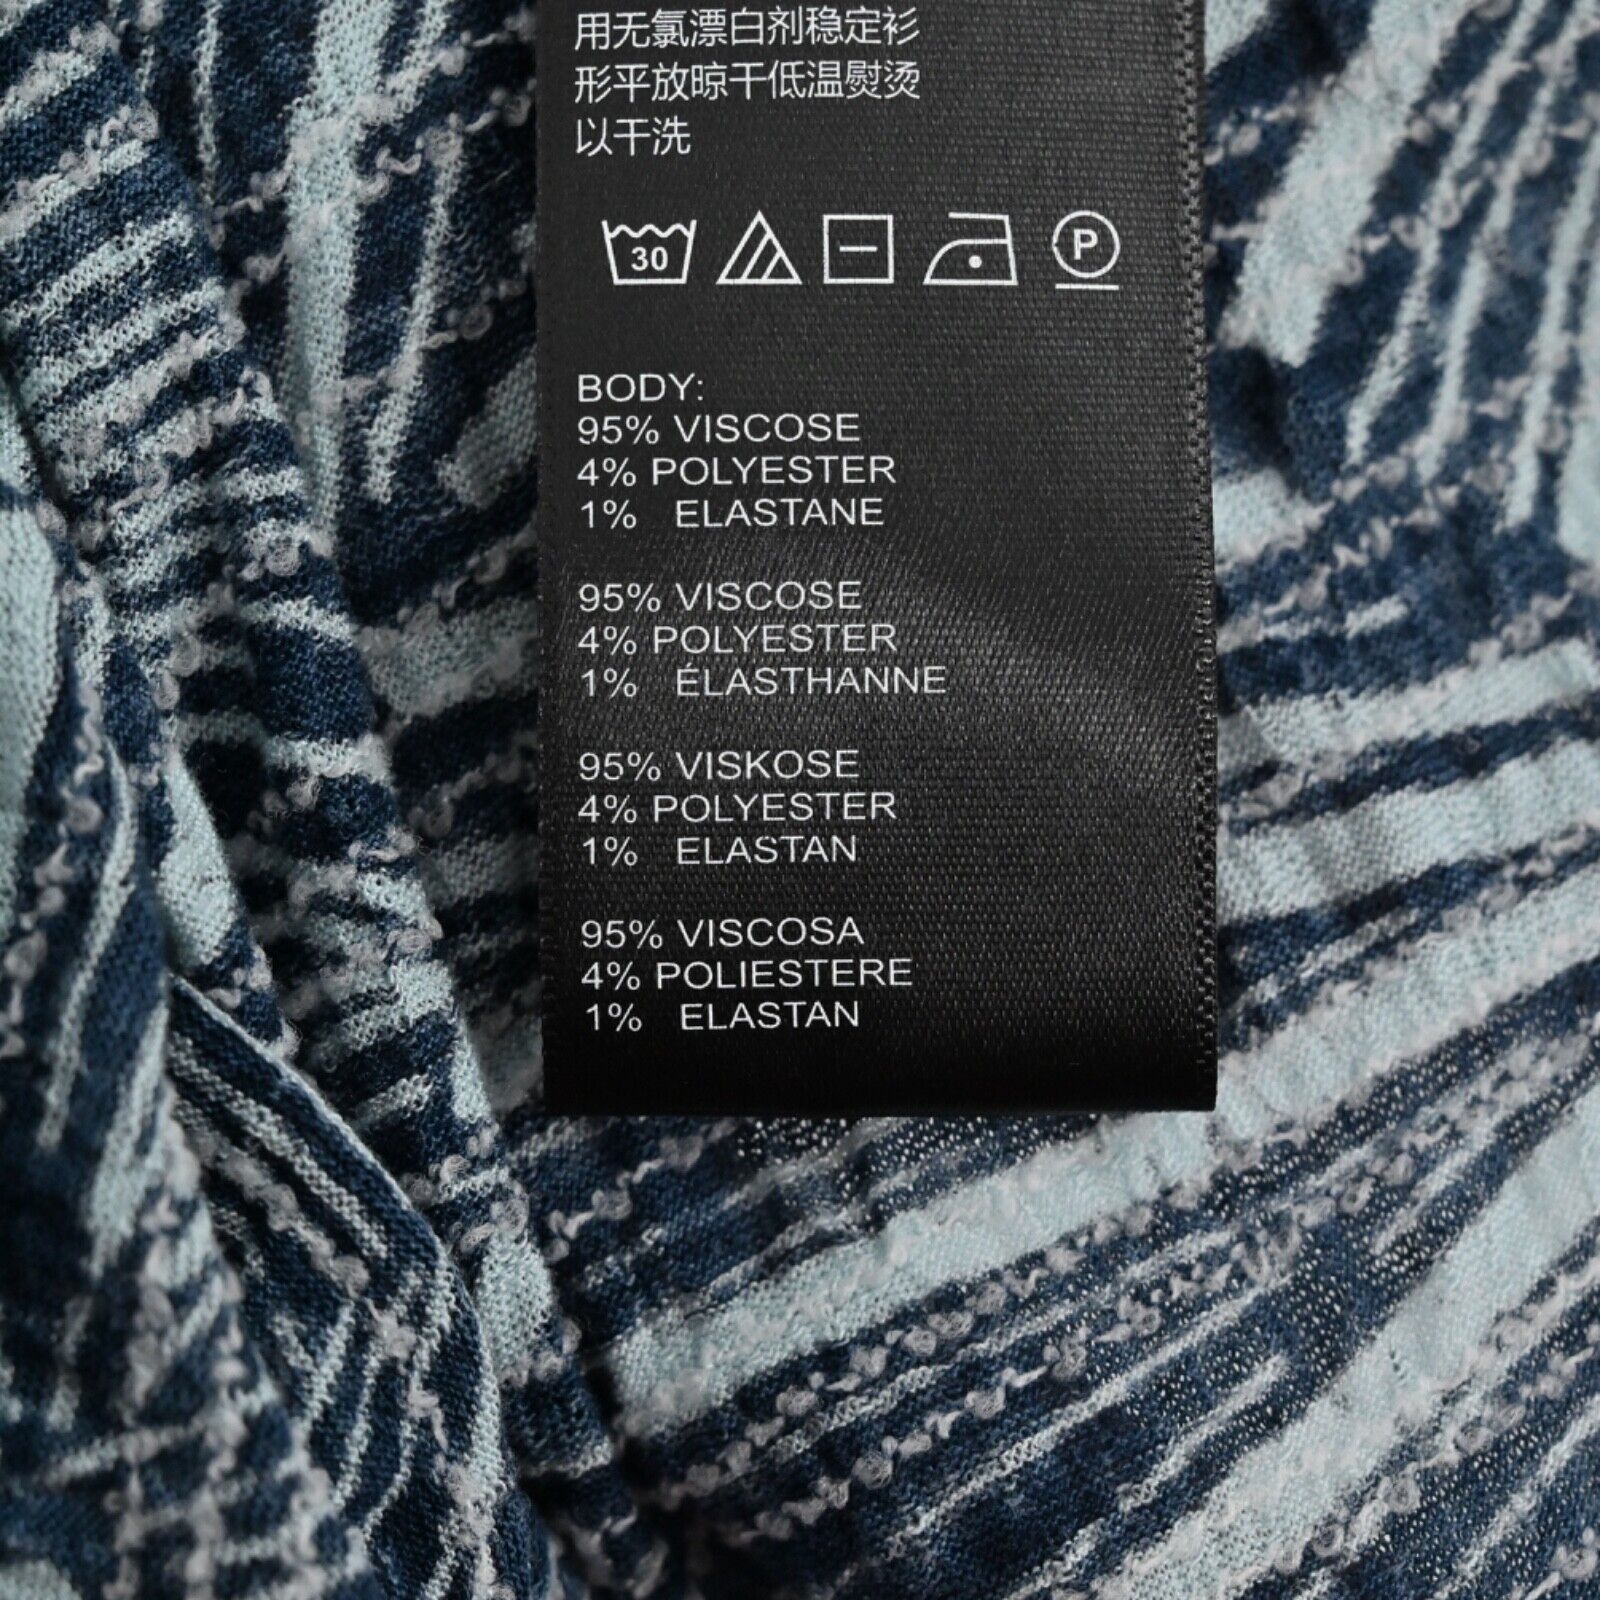 用无氯漂白剂稳定衫
形平放晾干低温熨烫
以干洗
30 P
BODY:
95% VISCOSE
4% POLYESTER
1% ELASTANE
95% VISCOSE
4% POLYESTER
1% ÉLASTHANNE
95% VISKOSE
4% POLYESTER
1% ELASTAN
95% VISCOSA
4% POLIESTERE
1% ELASTAN